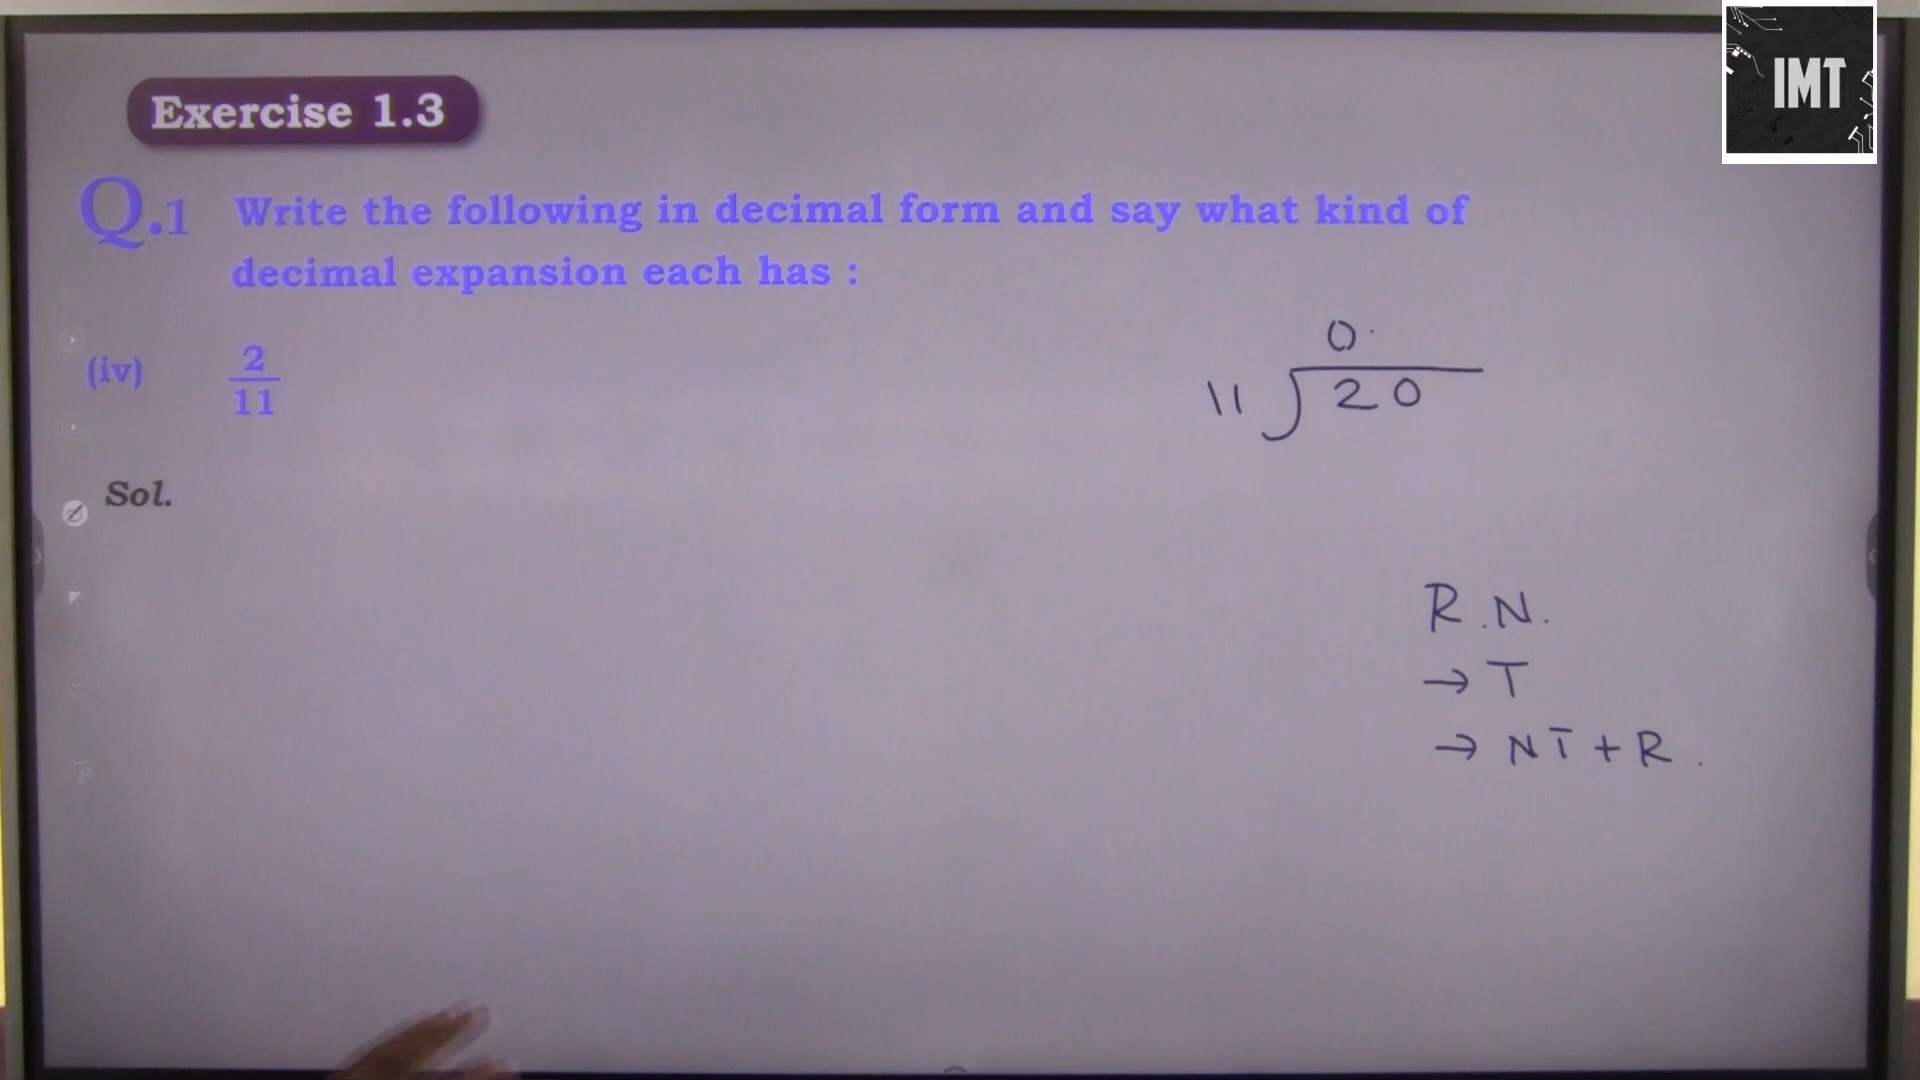 IMT
Exercise 1.3
Q.1 Write the following in decimal form and say what kind of
decimal expansion each has :
(iv) 2/11
0.
11 20
Sol.
R.N.
→ T
→ NT + R.